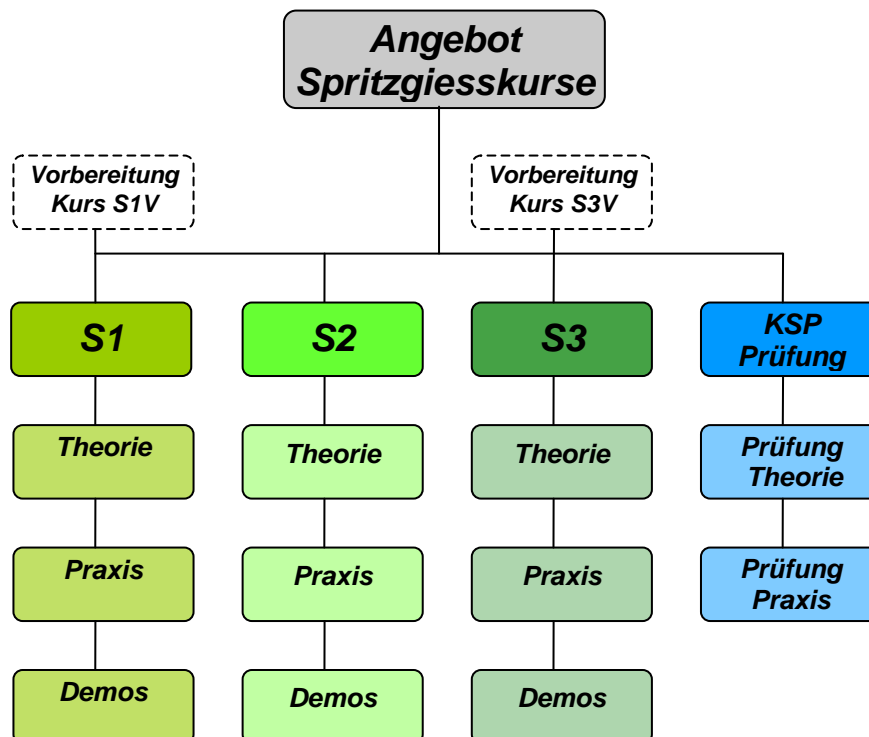 Angebot
Spritzgiesskurse
Vorbereitung
Kurs S1V
Vorbereitung
Kurs S3V
S1
S2
S3
KSP
Prüfung
Theorie
Theorie
Theorie
Prüfung
Theorie
Praxis
Praxis
Praxis
Prüfung
Praxis
Demos
Demos
Demos